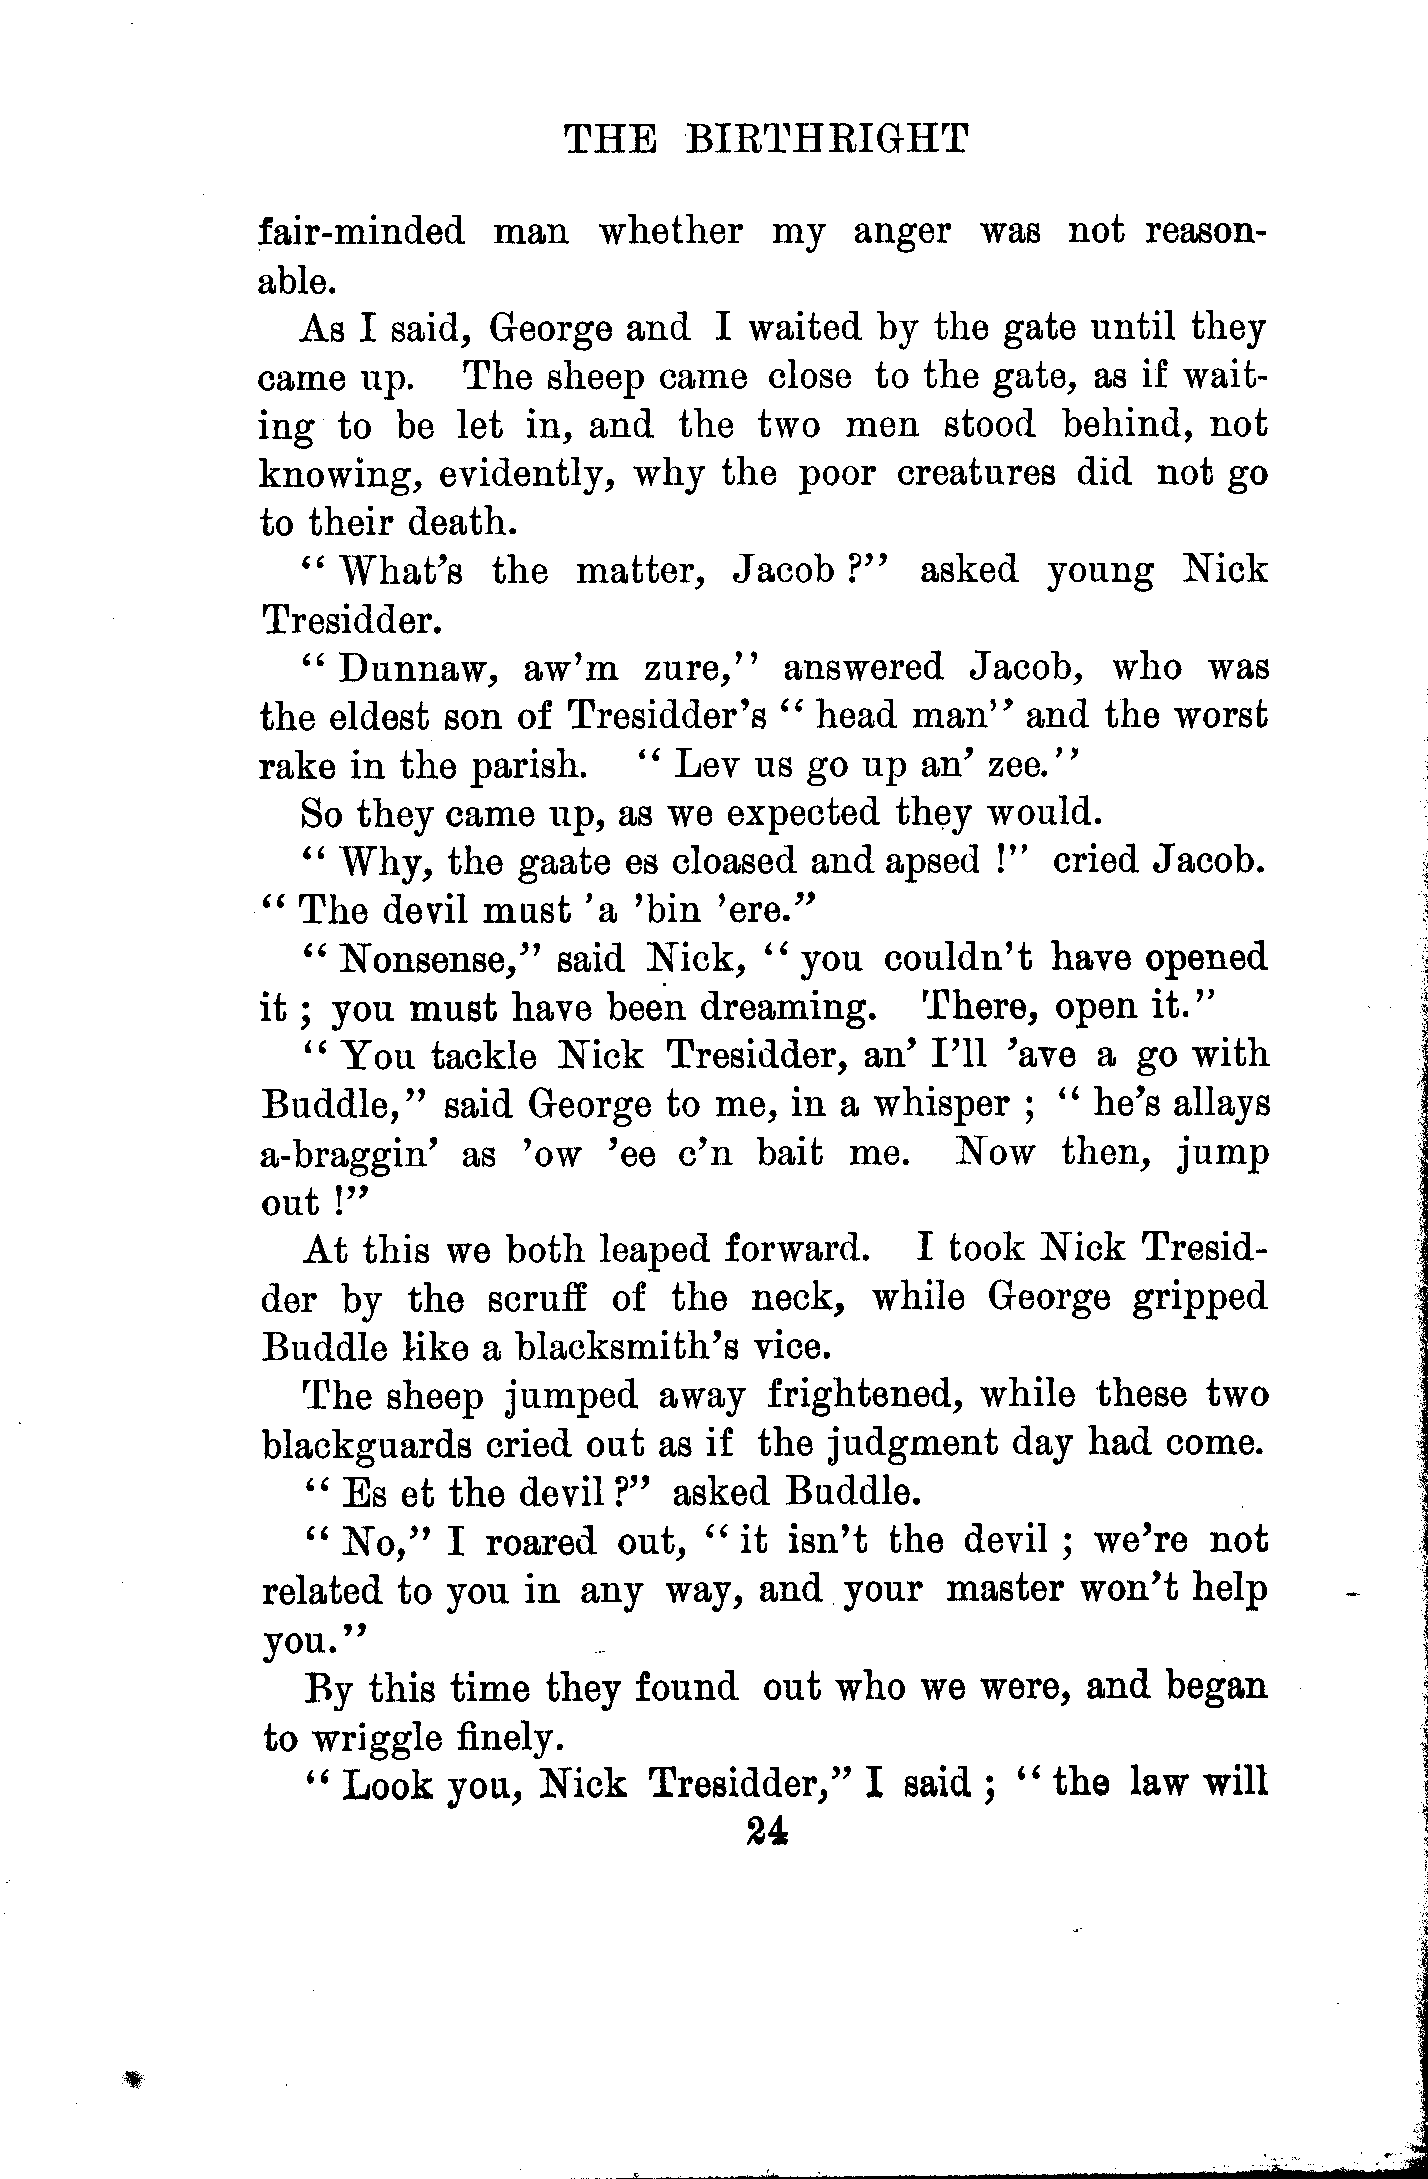 THE BIRTHRIGHT
fair-minded man whether my anger was not reason-
able.
As I said, George and I waited by the gate until they
came up. The sheep came close to the gate, as if wait-
ing to be let in, and the two men stood behind, not
knowing, evidently, why the poor creatures did not go
to their death.
“ What’s the matter, Jacob ?” asked young Nick
Tresidder.
“ Dunnaw, aw’m zure,” answered Jacob, who was
the eldest son of Tresidder’s “ head man” and the worst
rake in the parish. “ Lev us go up an’ zee.”
So they came up, as we expected they would.
“ Why, the gaate es cloased and apsed !” cried Jacob.
“ The devil must ’a ’bin ’ere.”
“ Nonsense,” said Nick, “ you couldn’t have opened
it ; you must have been dreaming. There, open it.”
“ You tackle Nick Tresidder, an’ I’ll ’ave a go with
Buddle,” said George to me, in a whisper ; “ he’s allays
a-braggin’ as ’ow ’ee c’n bait me. Now then, jump
out !”
At this we both leaped forward. I took Nick Tresid-
der by the scruff of the neck, while George gripped
Buddle like a blacksmith’s vice.
The sheep jumped away frightened, while these two
blackguards cried out as if the judgment day had come.
“ Es et the devil ?” asked Buddle.
“ No,” I roared out, “ it isn’t the devil ; we’re not
related to you in any way, and your master won’t help
you.”
By this time they found out who we were, and began
to wriggle finely.
“ Look you, Nick Tresidder,” I said ; “ the law will
24